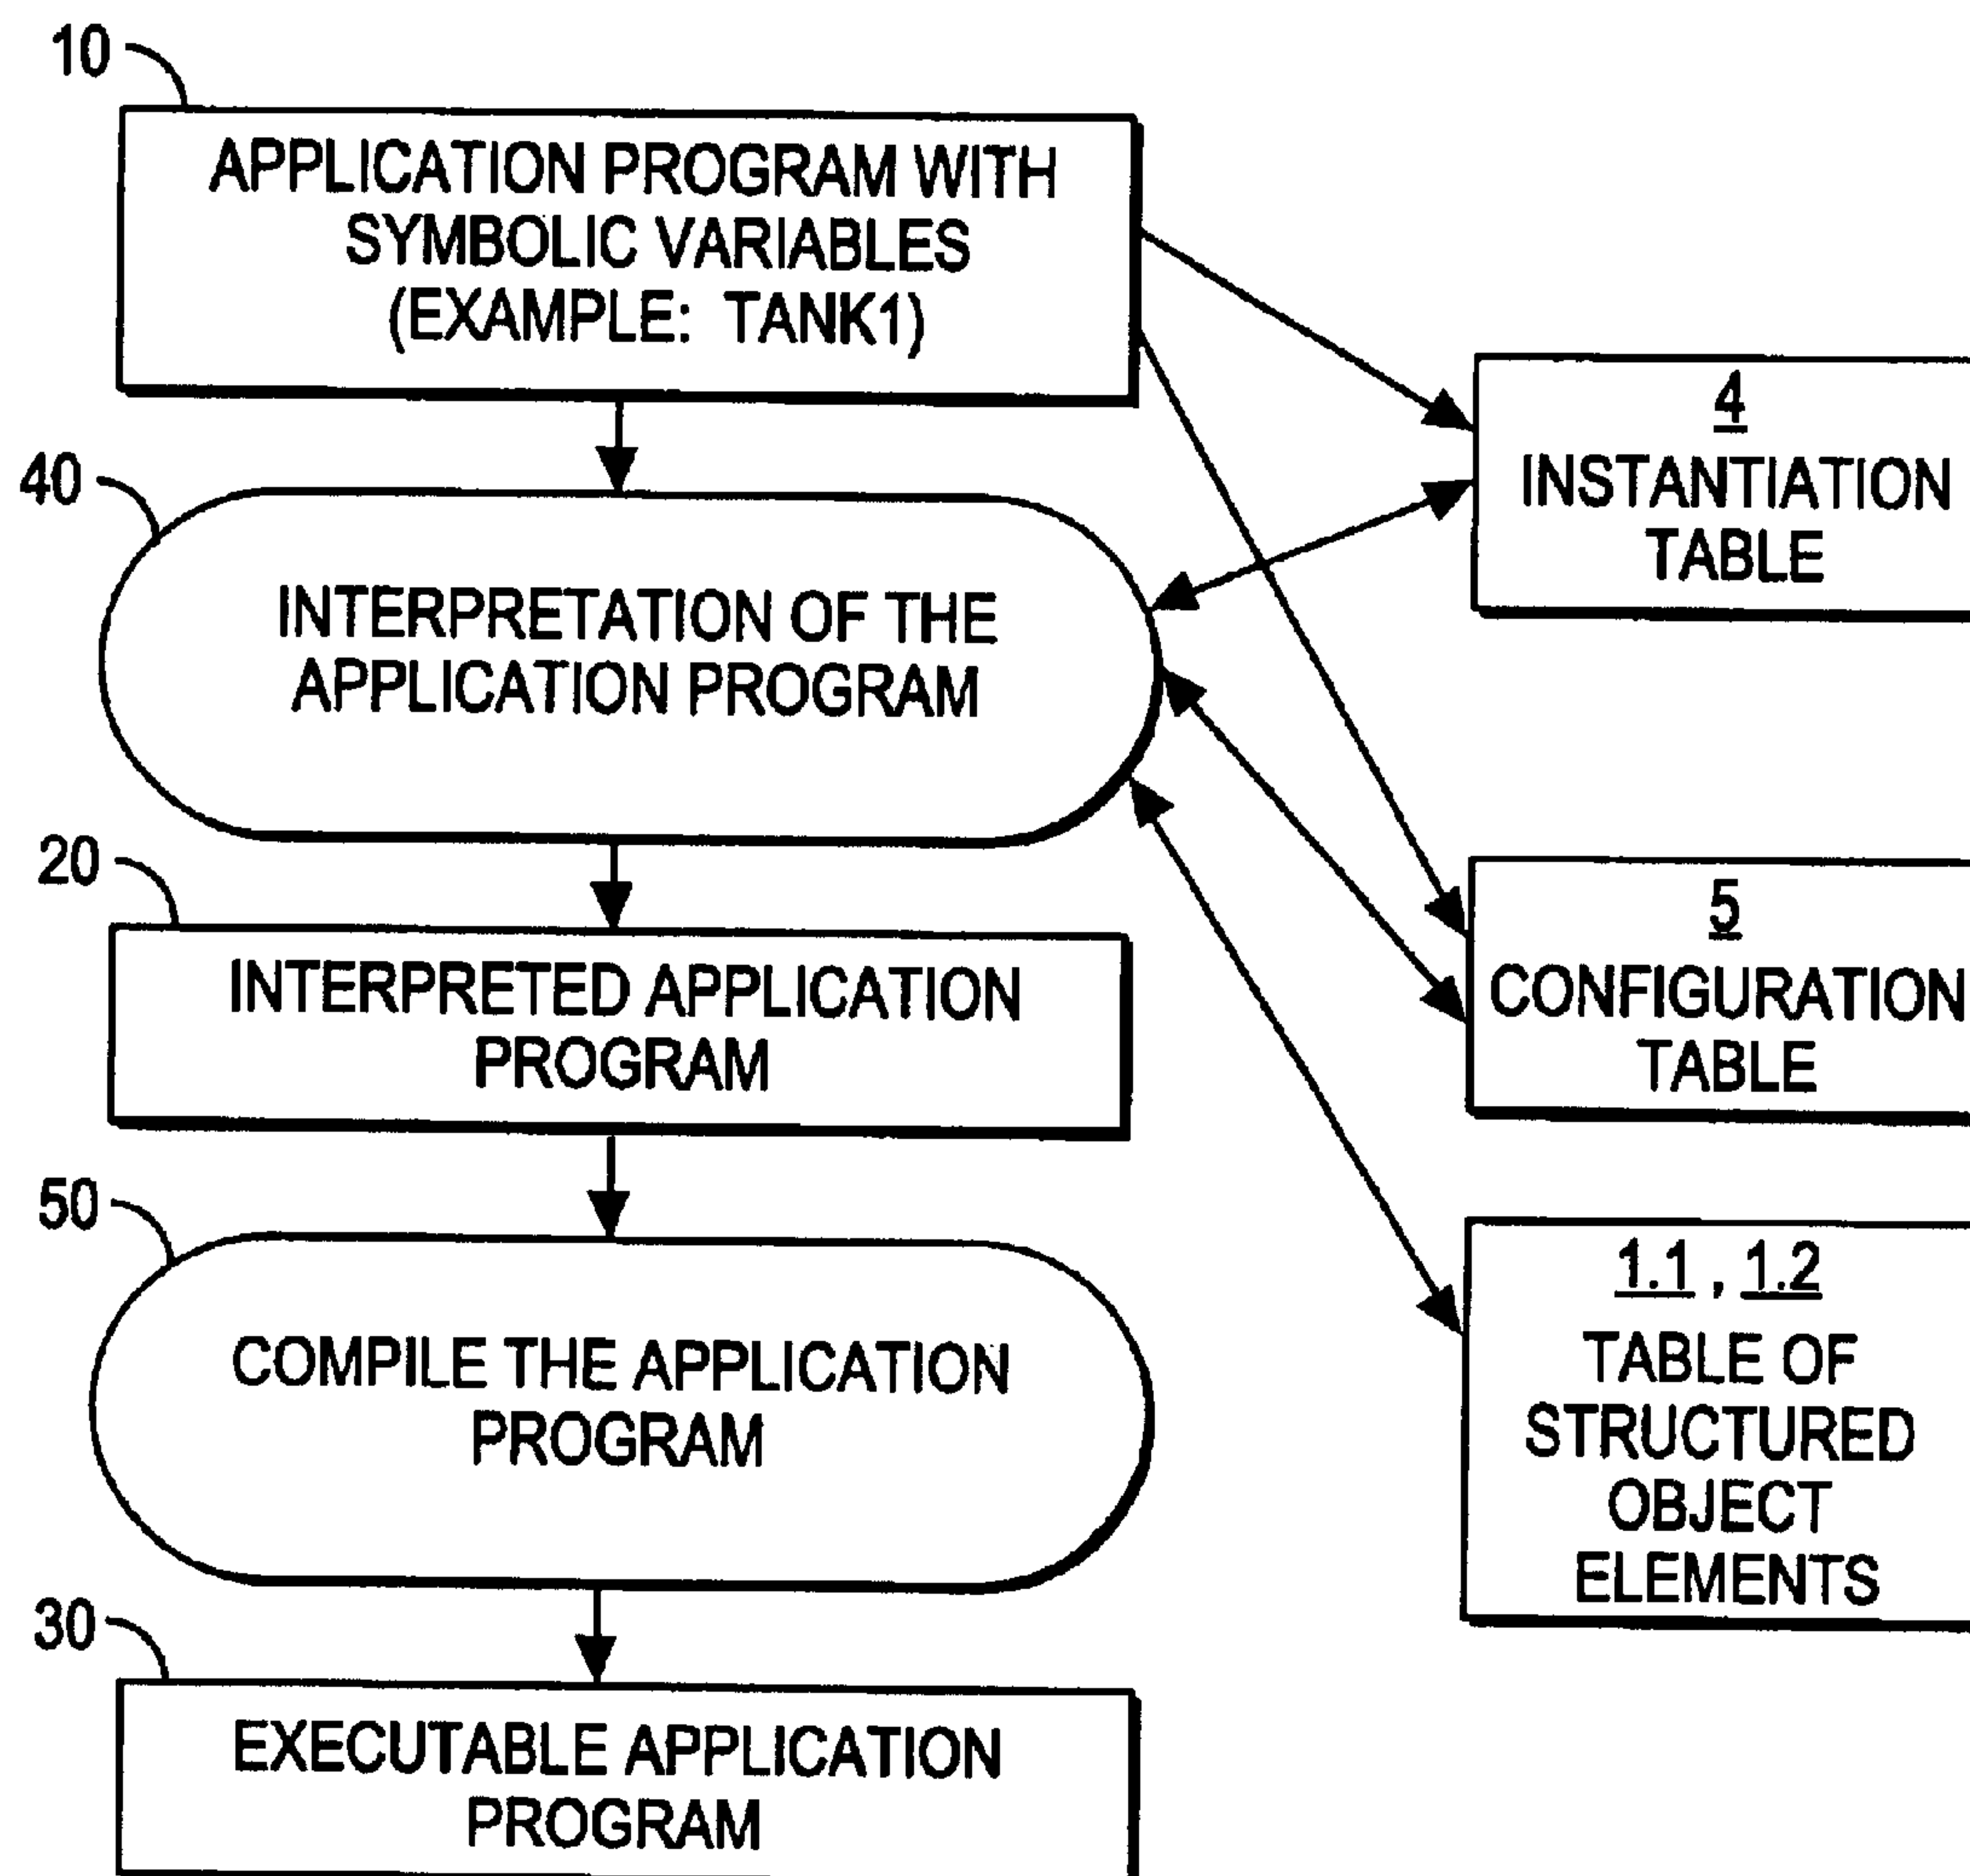 10
APPLICATION PROGRAM WITH
SYMBOLIC VARIABLES
(EXAMPLE: TANK1)
4
INSTANTIATION
TABLE
40
INTERPRETATION OF THE
APPLICATION PROGRAM
20
INTERPRETED APPLICATION
PROGRAM
5
CONFIGURATION
TABLE
50
COMPILE THE APPLICATION
PROGRAM
1.1 , 1.2
TABLE OF
STRUCTURED
OBJECT
ELEMENTS
30
EXECUTABLE APPLICATION
PROGRAM